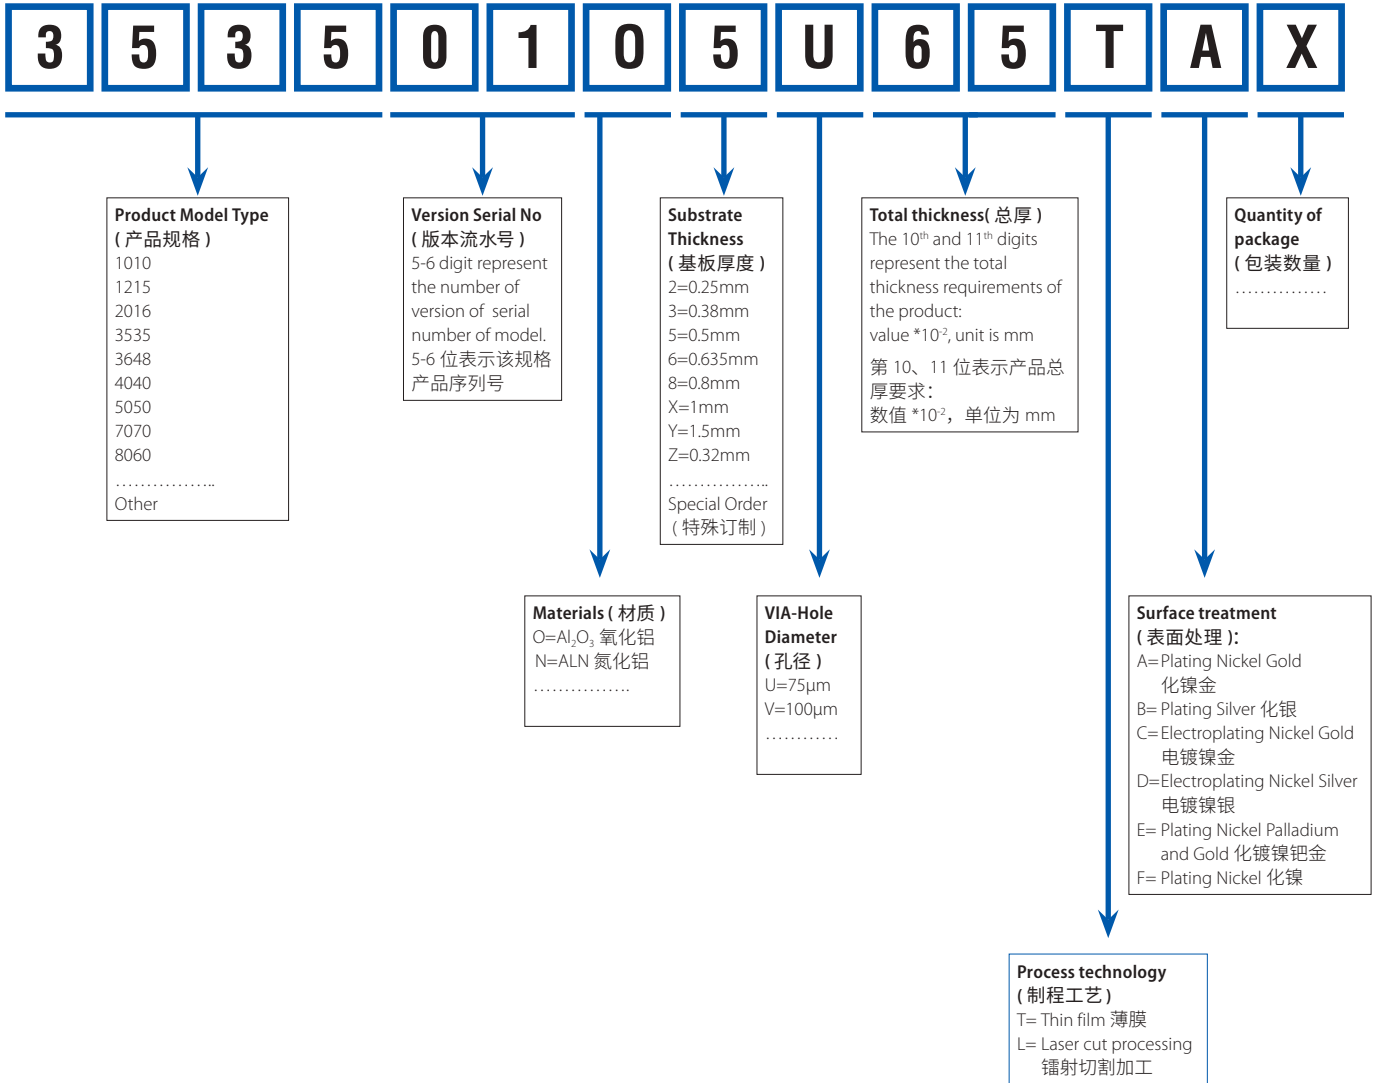 3 5 3 5 0 1 O 5 U 6 5 T A X
Product Model Type
( 产品规格 )
1010
1215
2016
3535
3648
4040
5050
7070
8060
……………..
Other
Version Serial No
( 版本流水号 )
5-6 digit represent
the number of
version of serial
number of model.
5-6 位表示该规格
产品序列号
Substrate
Thickness
( 基板厚度 )
2=0.25mm
3=0.38mm
5=0.5mm
6=0.635mm
8=0.8mm
X=1mm
Y=1.5mm
Z=0.32mm
……………..
Special Order
( 特殊订制 )
Total thickness( 总厚 )
The 10th and 11th digits
represent the total
thickness requirements of
the product:
value *10-2, unit is mm
第 10、11 位表示产品总
厚要求：
数值 *10-2，单位为 mm
Quantity of
package
( 包装数量 )
……………
Materials ( 材质 )
O=Al2O3 氧化铝
N=ALN 氮化铝
…………….
VIA-Hole
Diameter
( 孔径 )
U=75μm
V=100μm
…………
Surface treatment
( 表面处理 ):
A= Plating Nickel Gold
化镍金
B= Plating Silver 化银
C= Electroplating Nickel Gold
电镀镍金
D= Electroplating Nickel Silver
电镀镍银
E= Plating Nickel Palladium
and Gold 化镀镍钯金
F= Plating Nickel 化镍
Process technology
( 制程工艺 )
T= Thin film 薄膜
L= Laser cut processing
镭射切割加工